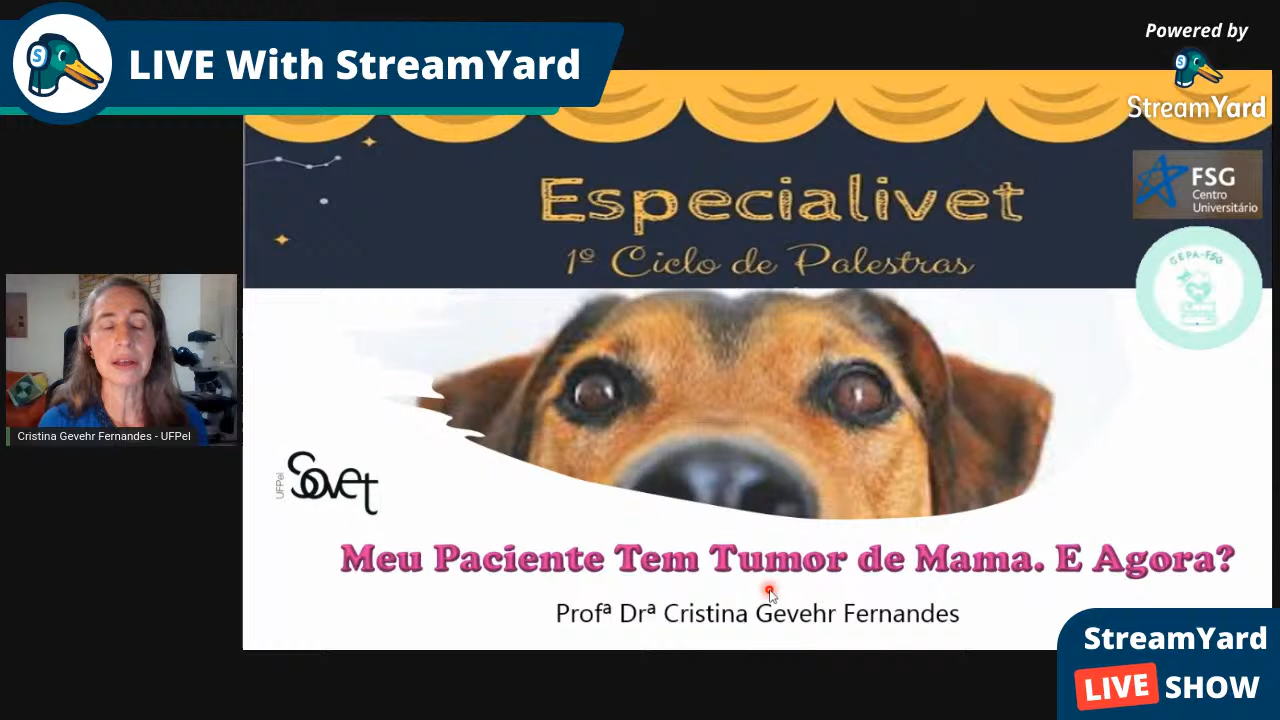 LIVE With StreamYard
Powered by
StreamYard
Especialivet
1º Ciclo de Palestras
FSG
Centro
Universitário
GEPA-FSG
Cristina Gevehr Fernandes - UFPel
UFPel
Sovet
Meu Paciente Tem Tumor de Mama. E Agora?
Profª Drª Cristina Gevehr Fernandes
StreamYard
LIVE SHOW